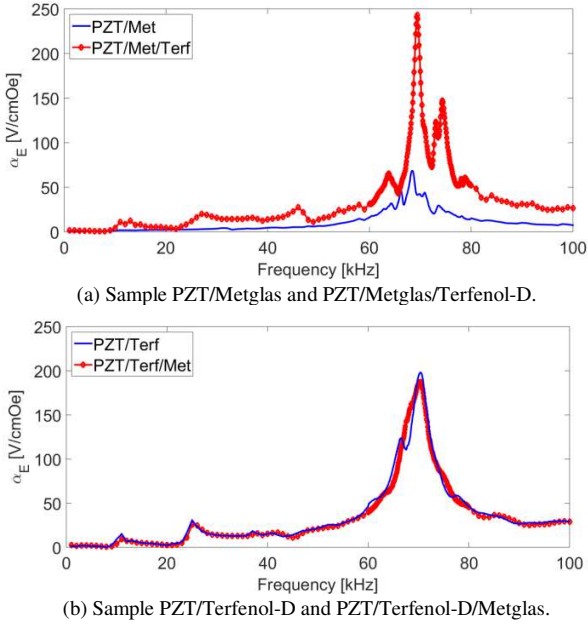 250
200
150
100
50
0
α_E [V/cmOe]
PZT/Met
PZT/Met/Terf
0 20 40 60 80 100
Frequency [kHz]
(a) Sample PZT/Metglas and PZT/Metglas/Terfenol-D.
250
200
150
100
50
0
α_E [V/cmOe]
PZT/Terf
PZT/Terf/Met
0 20 40 60 80 100
Frequency [kHz]
(b) Sample PZT/Terfenol-D and PZT/Terfenol-D/Metglas.